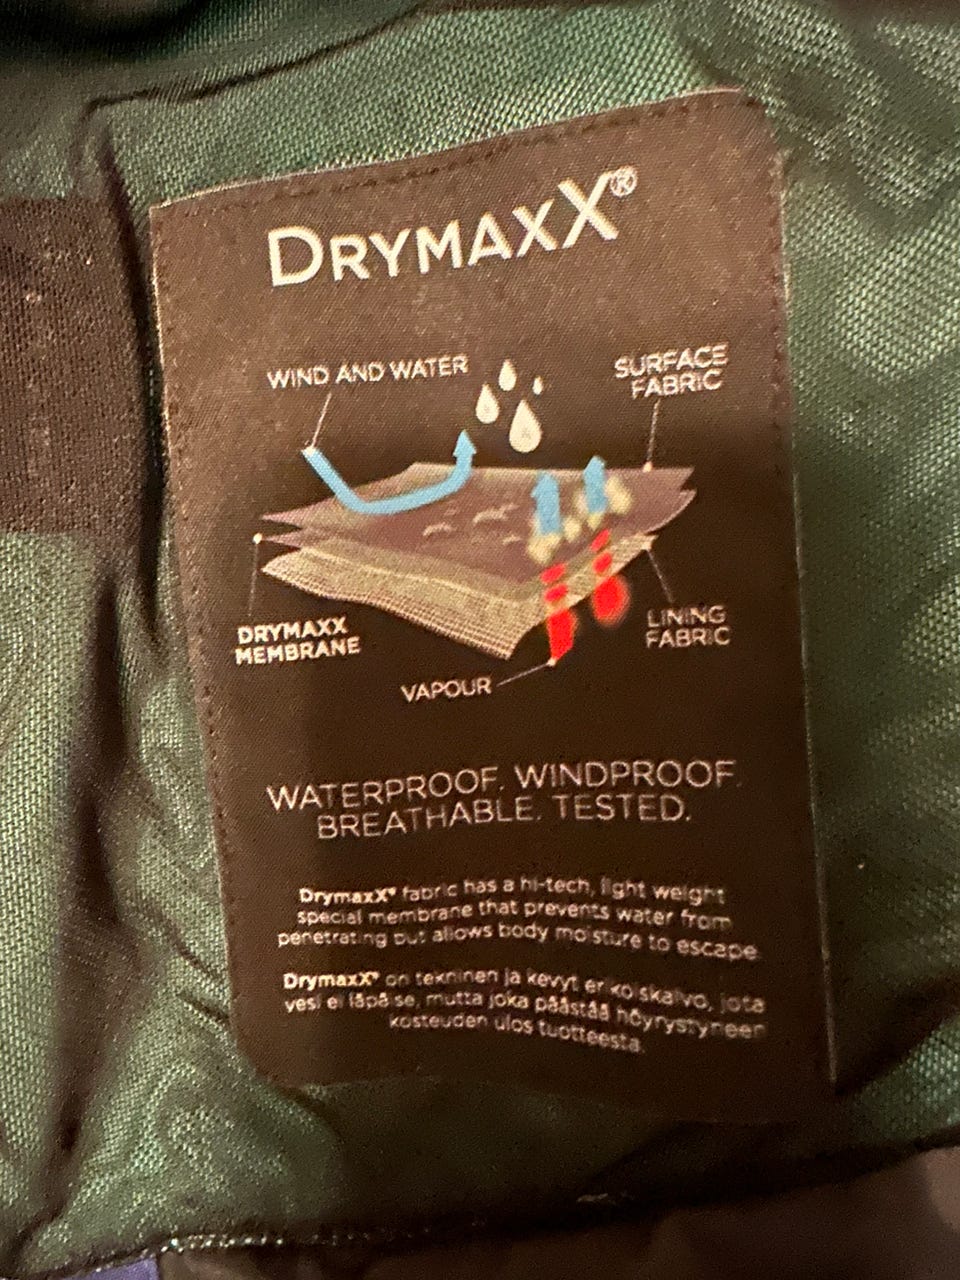 DRYMAXX®
WIND AND WATER
SURFACE
FABRIC
DRYMAXX
MEMBRANE
LINING
FABRIC
VAPOUR
WATERPROOF. WINDPROOF.
BREATHABLE. TESTED.
DrymaxX® fabric has a hi-tech, light weight
special membrane that prevents water from
penetrating but allows body moisture to escape.
DrymaxX® on tekninen ja kevyt erikoiskalvo, jota
vesi ei läpäise, mutta joka päästää höyrystyneen
kosteuden ulos tuotteesta.